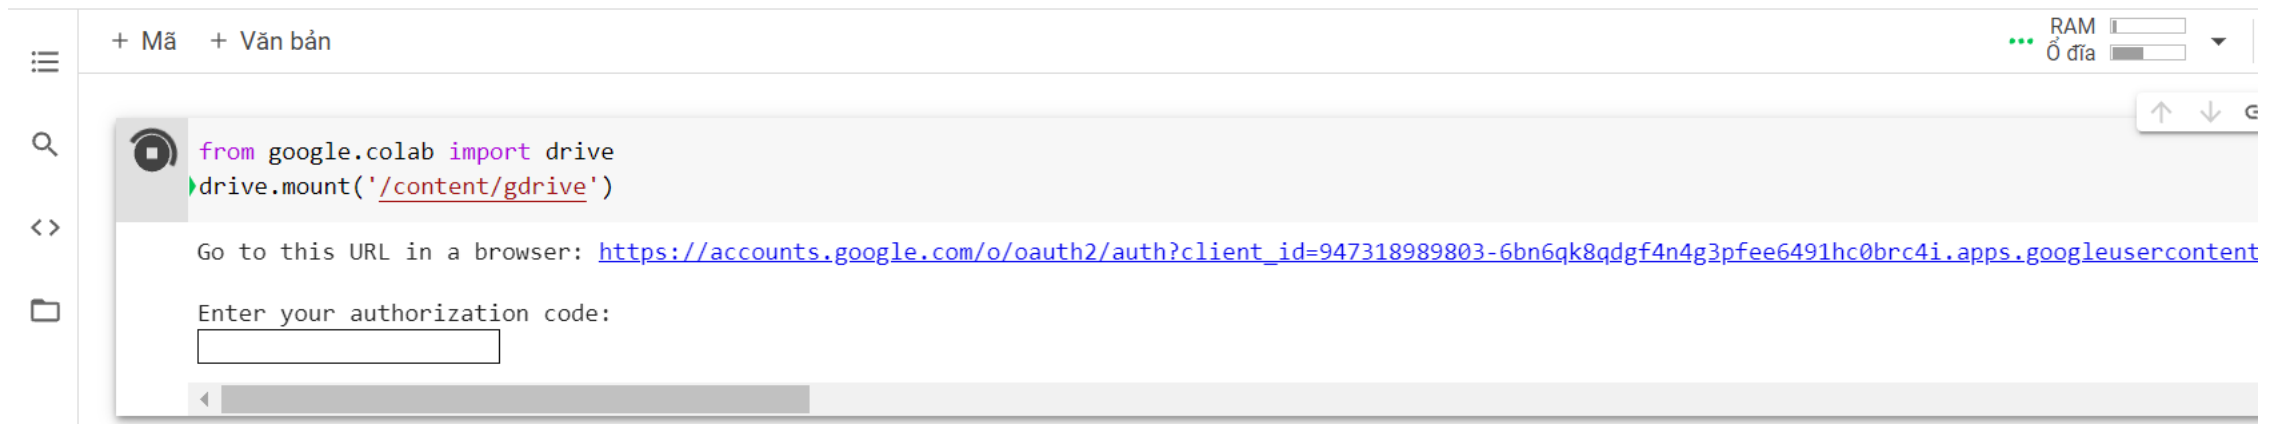 + Mã + Văn bản
RAM
Ổ đĩa
from google.colab import drive
drive.mount('/content/gdrive')
Go to this URL in a browser: https://accounts.google.com/o/oauth2/auth?client_id=947318989803-6bn6qk8qdgf4n4g3pfee6491hc0brc4i.apps.googleusercontent
Enter your authorization code: